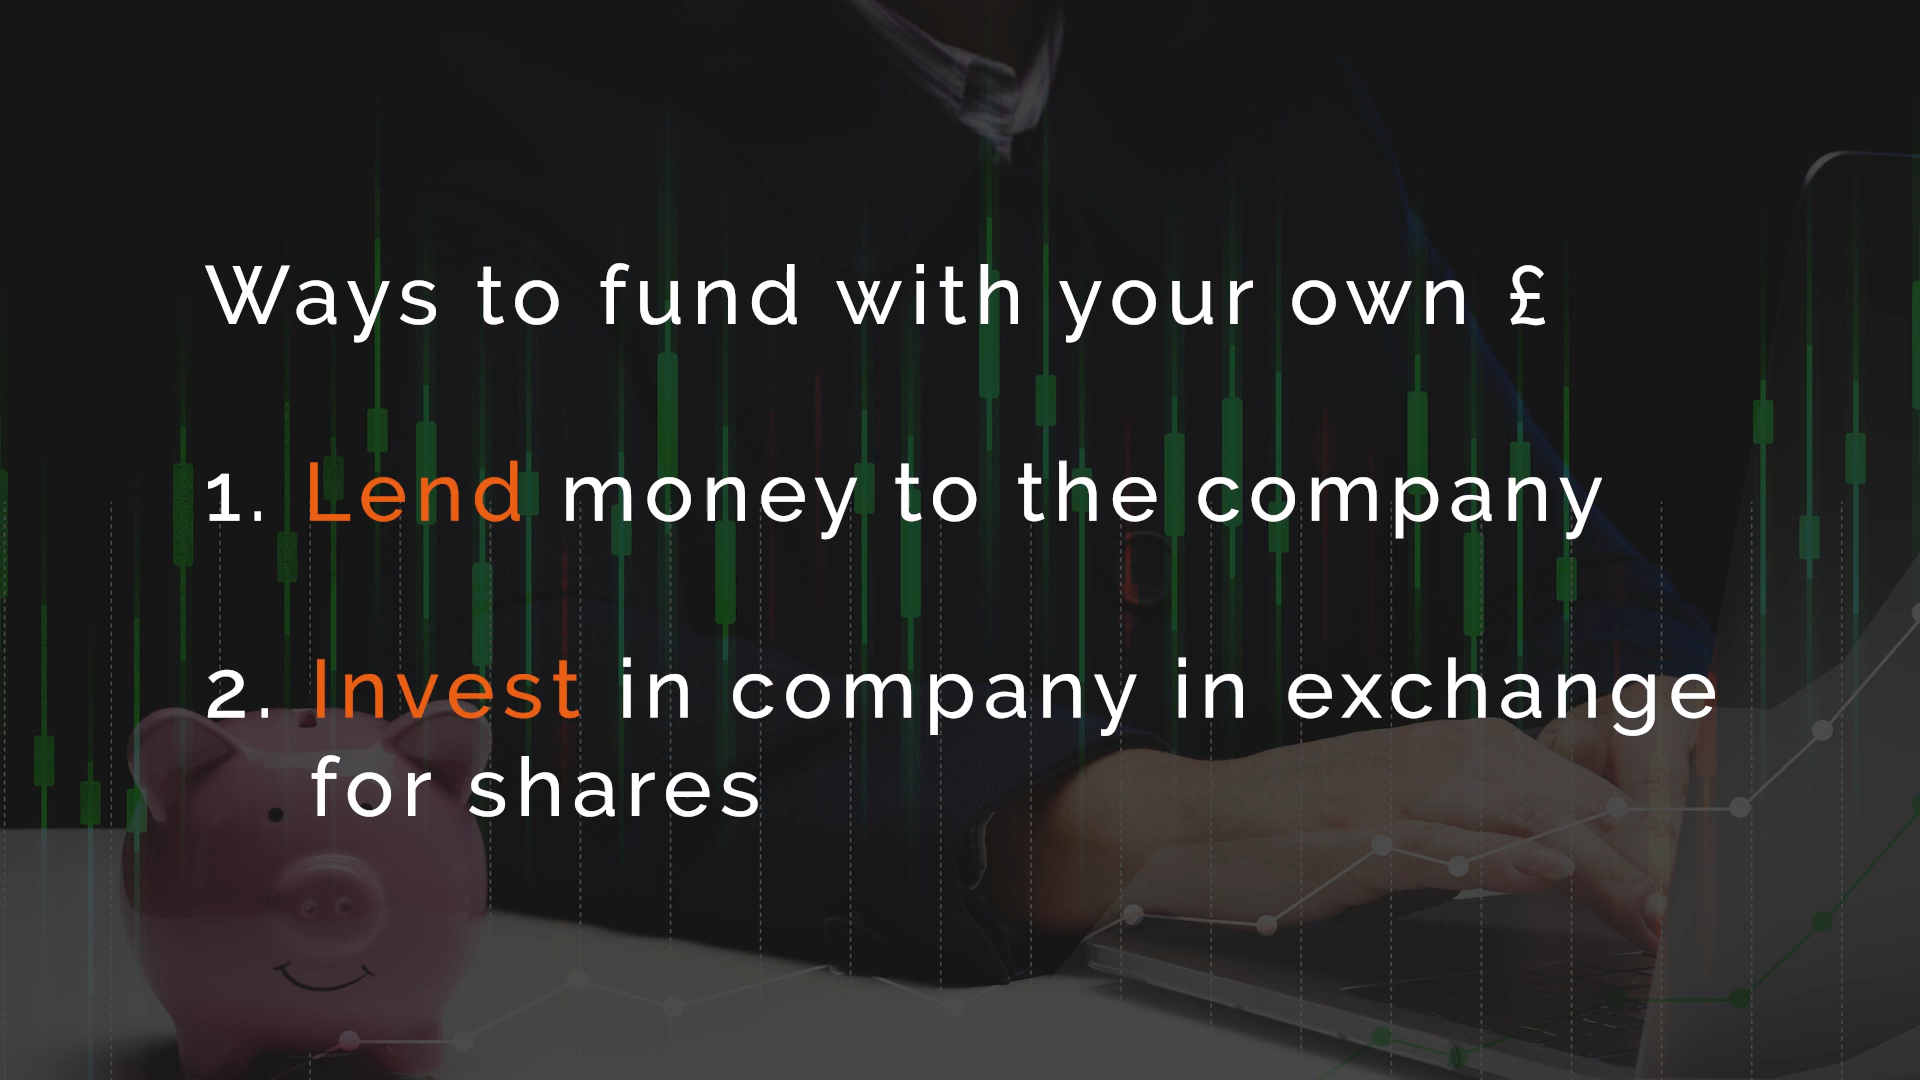 Ways to fund with your own £
1. Lend money to the company
2. Invest in company in exchange
for shares